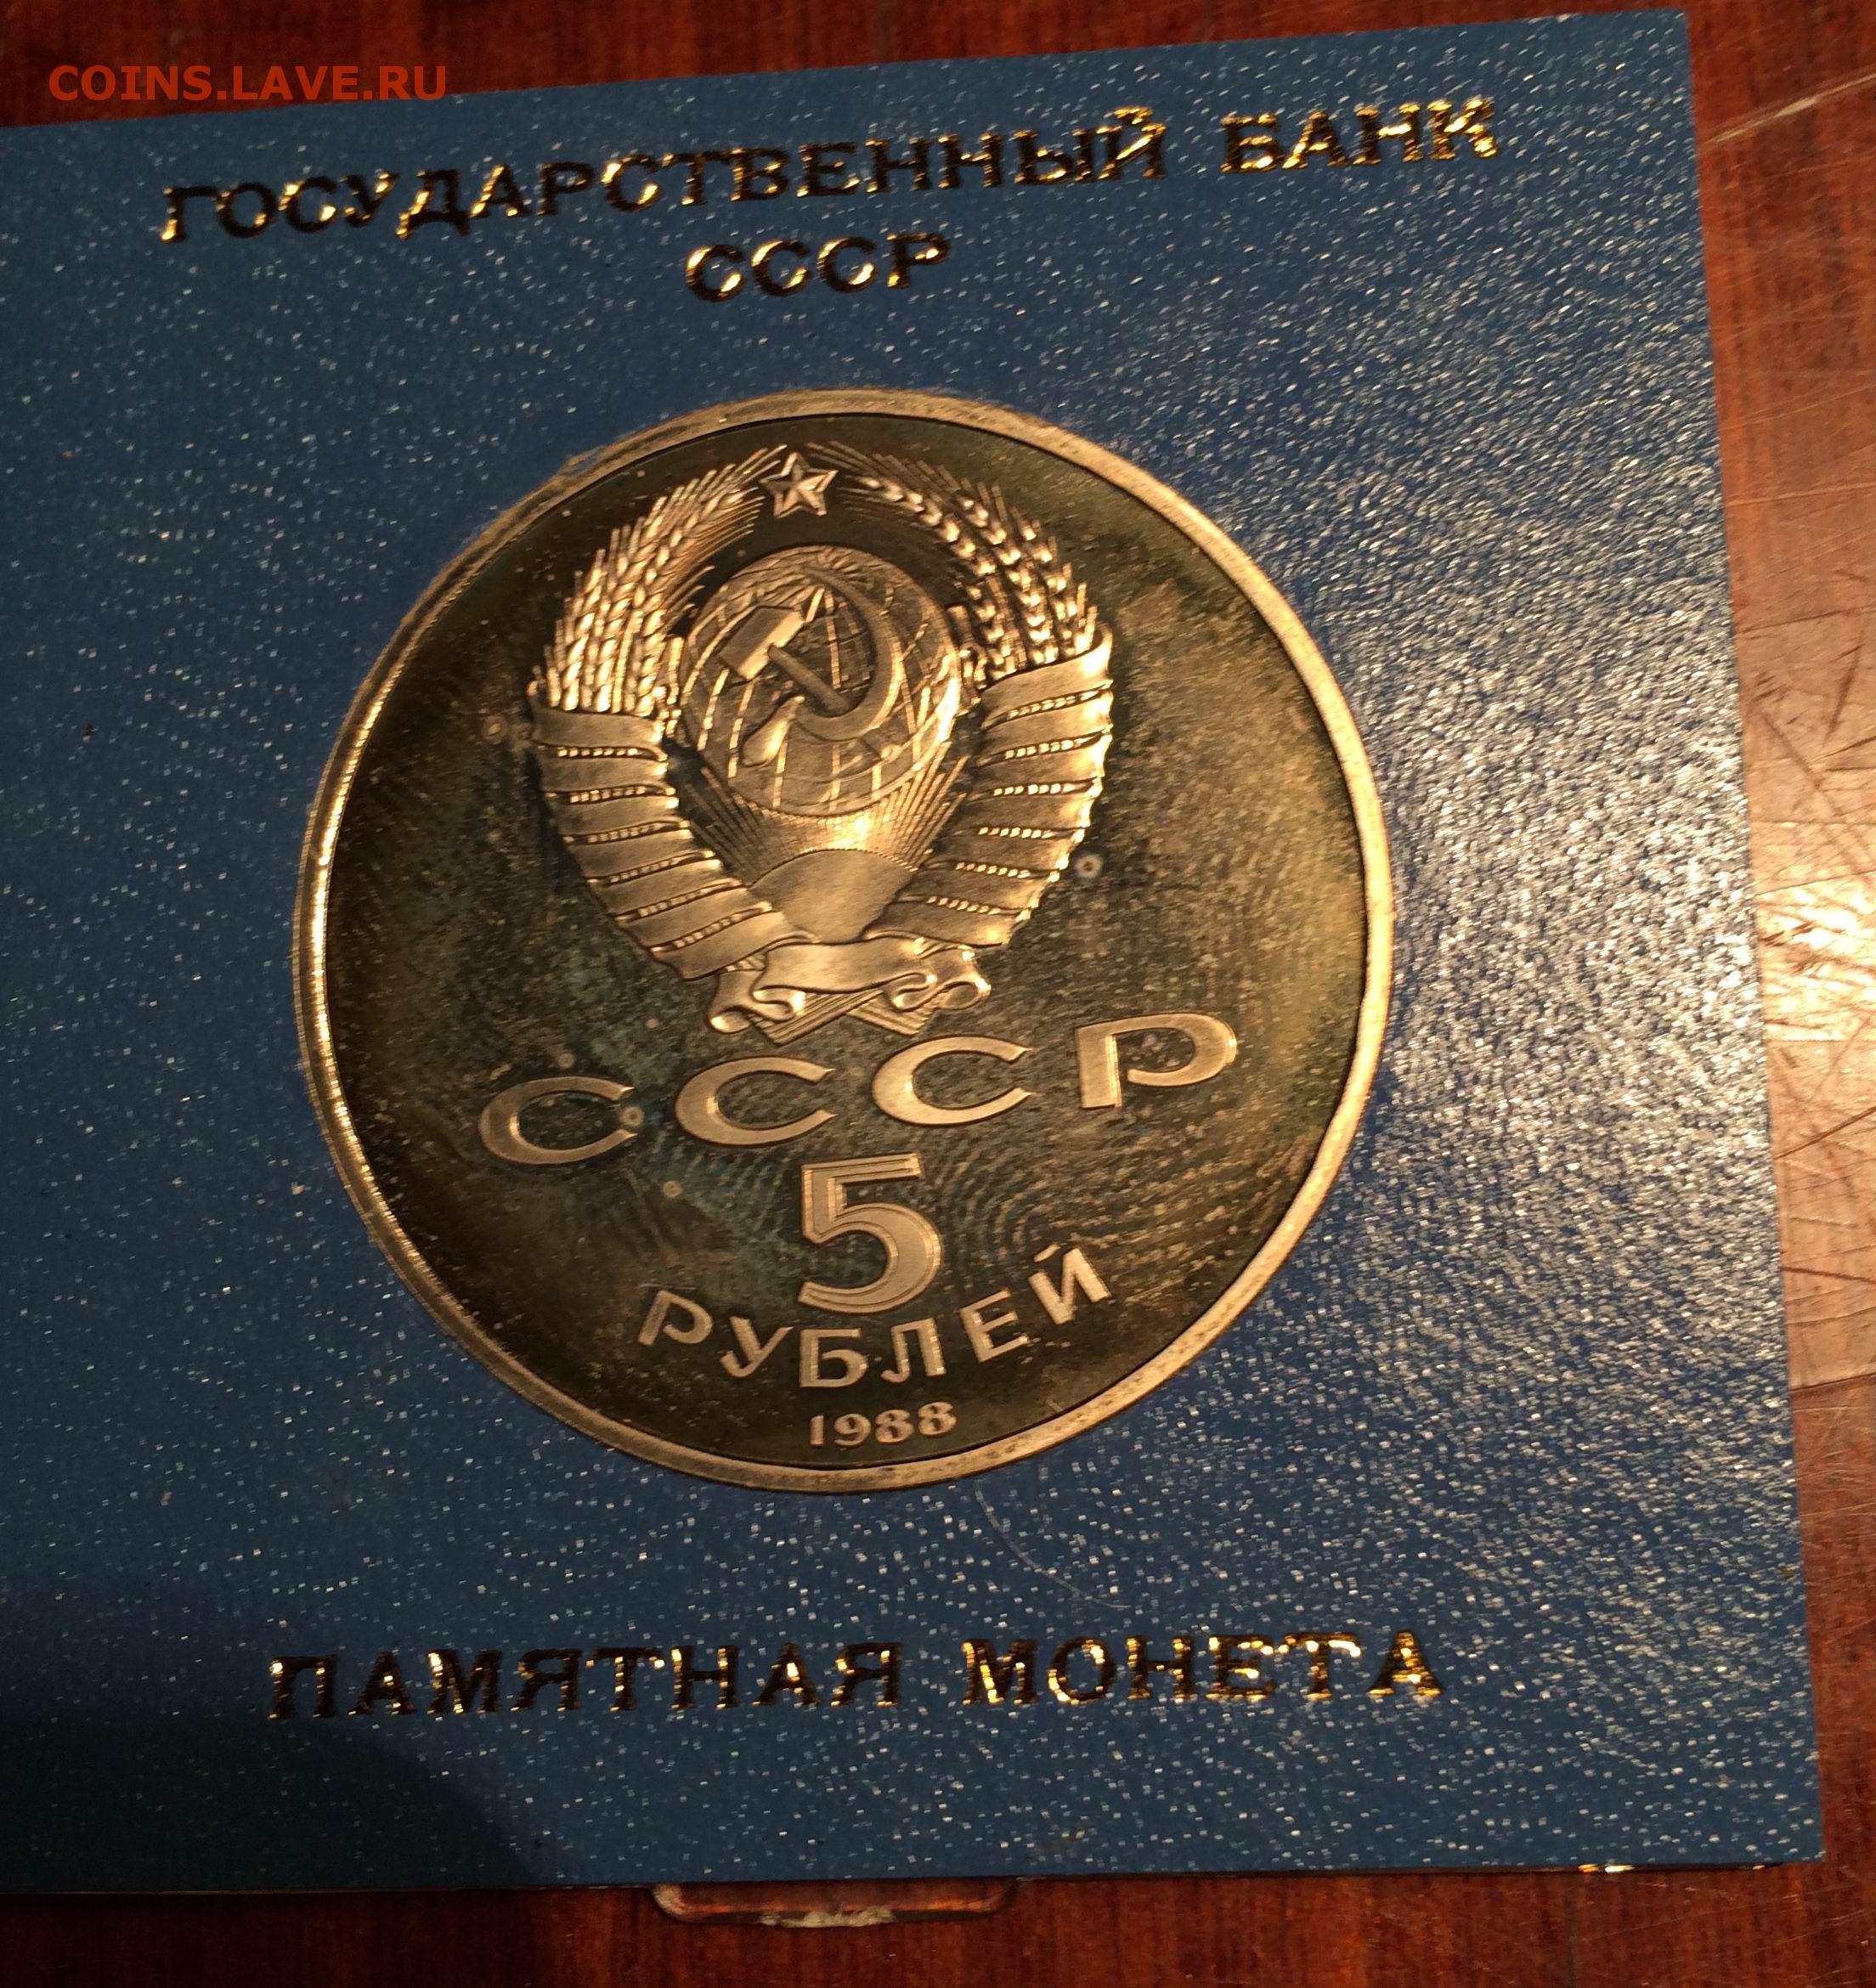 COINS.LAVE.RU
ГОСУДАРСТВЕННЫЙ БАНК
СССР
СССР
5
РУБЛЕЙ
1988
ПАМЯТНАЯ МОНЕТА